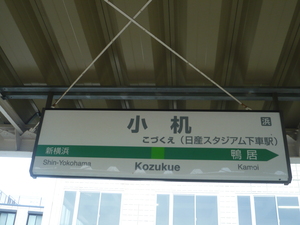 小机
浜
こづくえ（日産スタジアム下車駅）
新横浜
鴨居
Shin-Yokohama
Kozukue
Kamoi